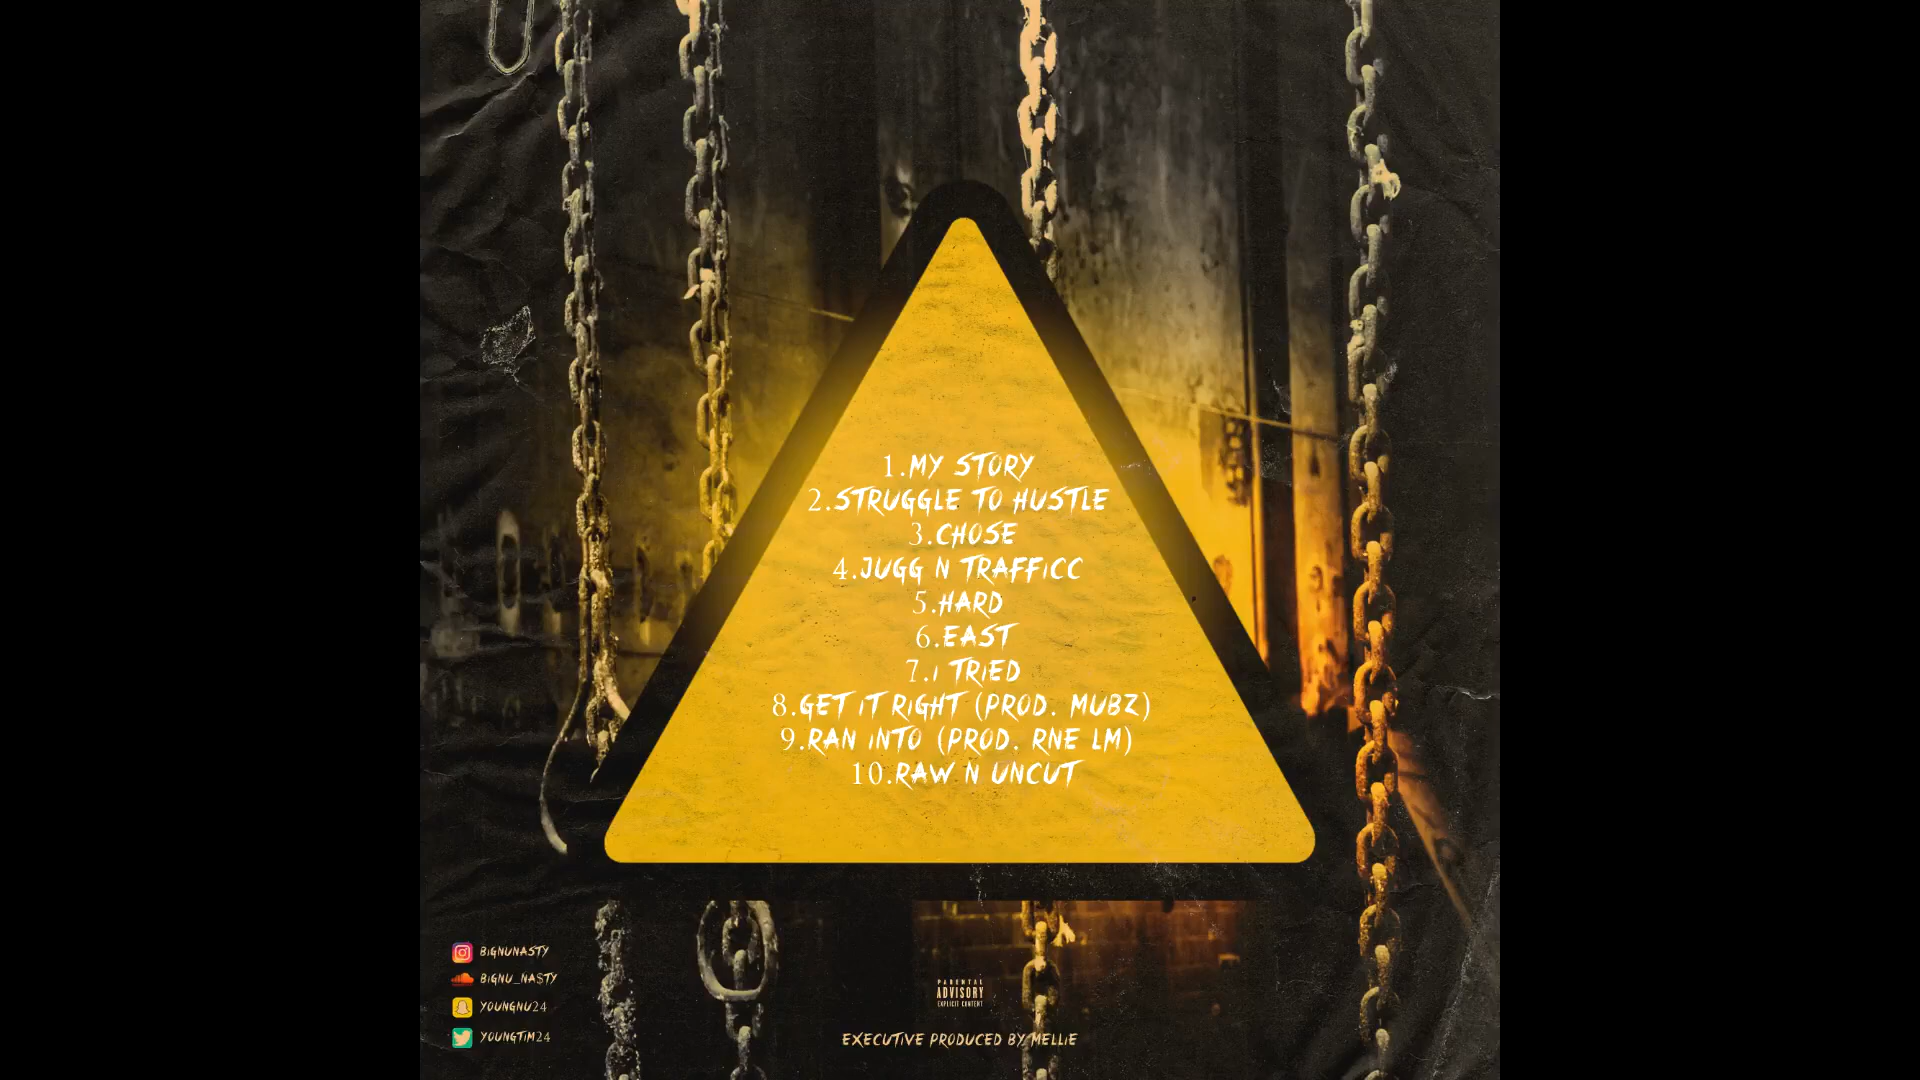 1.MY STORY
2.STRUGGLE TO HUSTLE
3.CHOSE
4.JUGG N TRAFFiCC
5.HARD
6.EAST
7.i TRiED
8.GET iT RiGHT (PROD. MUBZ)
9.RAN iNTO (PROD. RNE LM)
10.RAW N UNCUT
BiGNUNASTY
BiGNU_NA$TY
YOUNGNU24
YOUNGTiM24
PARENTAL
ADVISORY
EXPLICIT CONTENT
EXECUTiVE PRODUCED BY MELLiE